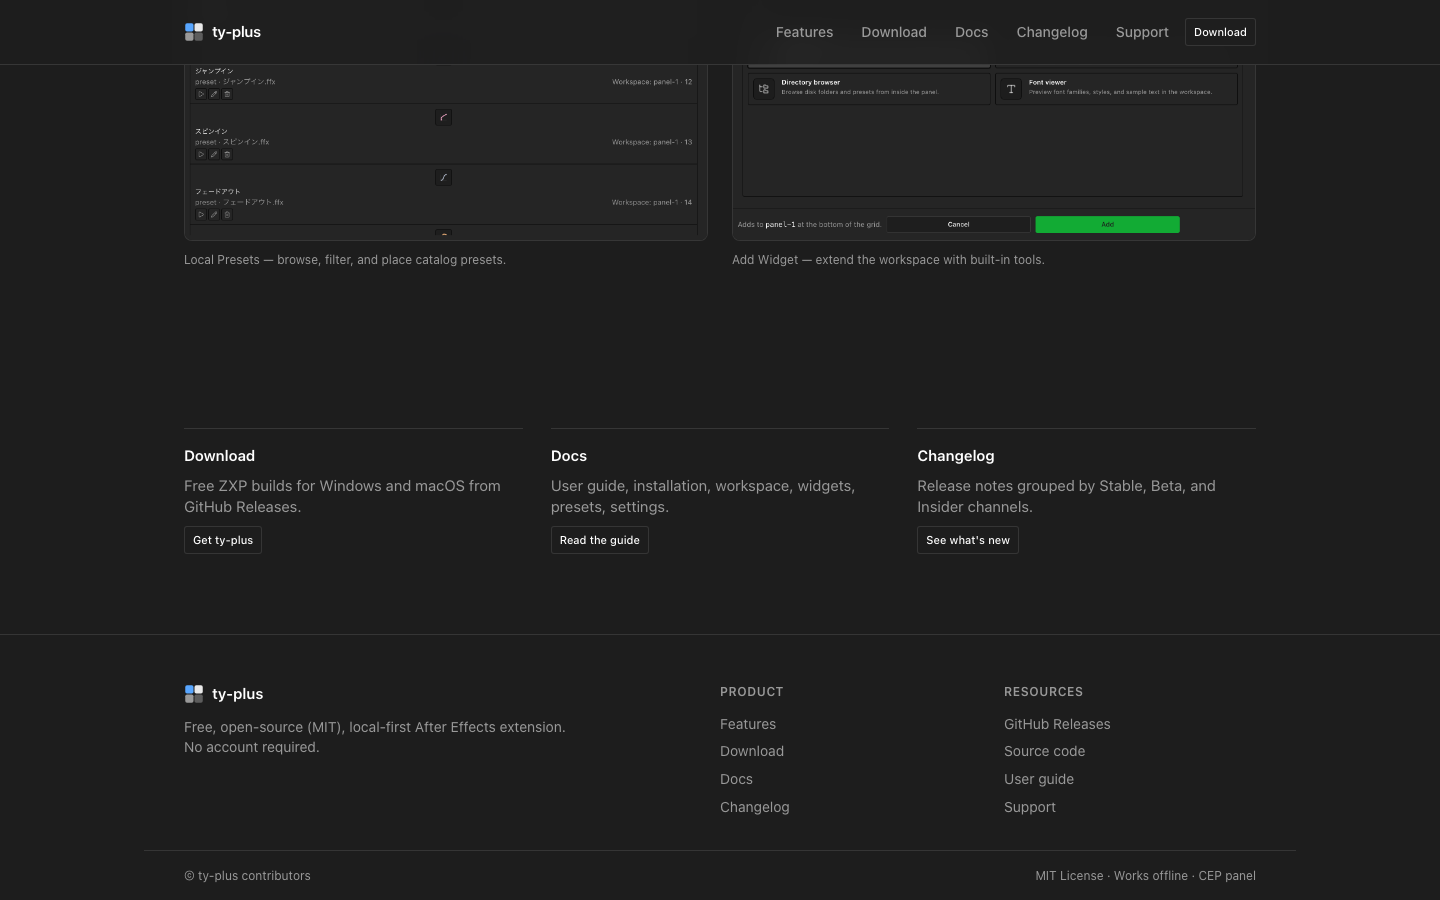 ty-plus
Features
Download
Docs
Changelog
Support
Download
ジャンプイン
preset · ジャンプイン.ffx
Workspace: panel-1 · 12
スピンイン
preset · スピンイン.ffx
Workspace: panel-1 · 13
フェードアウト
preset · フェードアウト.ffx
Workspace: panel-1 · 14
Directory browser
Browse disk folders and presets from inside the panel.
Font viewer
Preview font families, styles, and sample text in the workspace.
Adds to panel-1 at the bottom of the grid.
Cancel
Add
Local Presets — browse, filter, and place catalog presets.
Add Widget — extend the workspace with built-in tools.
Download
Free ZXP builds for Windows and macOS from
GitHub Releases.
Get ty-plus
Docs
User guide, installation, workspace, widgets,
presets, settings.
Read the guide
Changelog
Release notes grouped by Stable, Beta, and
Insider channels.
See what's new
ty-plus
Free, open-source (MIT), local-first After Effects extension.
No account required.
PRODUCT
Features
Download
Docs
Changelog
RESOURCES
GitHub Releases
Source code
User guide
Support
© ty-plus contributors
MIT License · Works offline · CEP panel